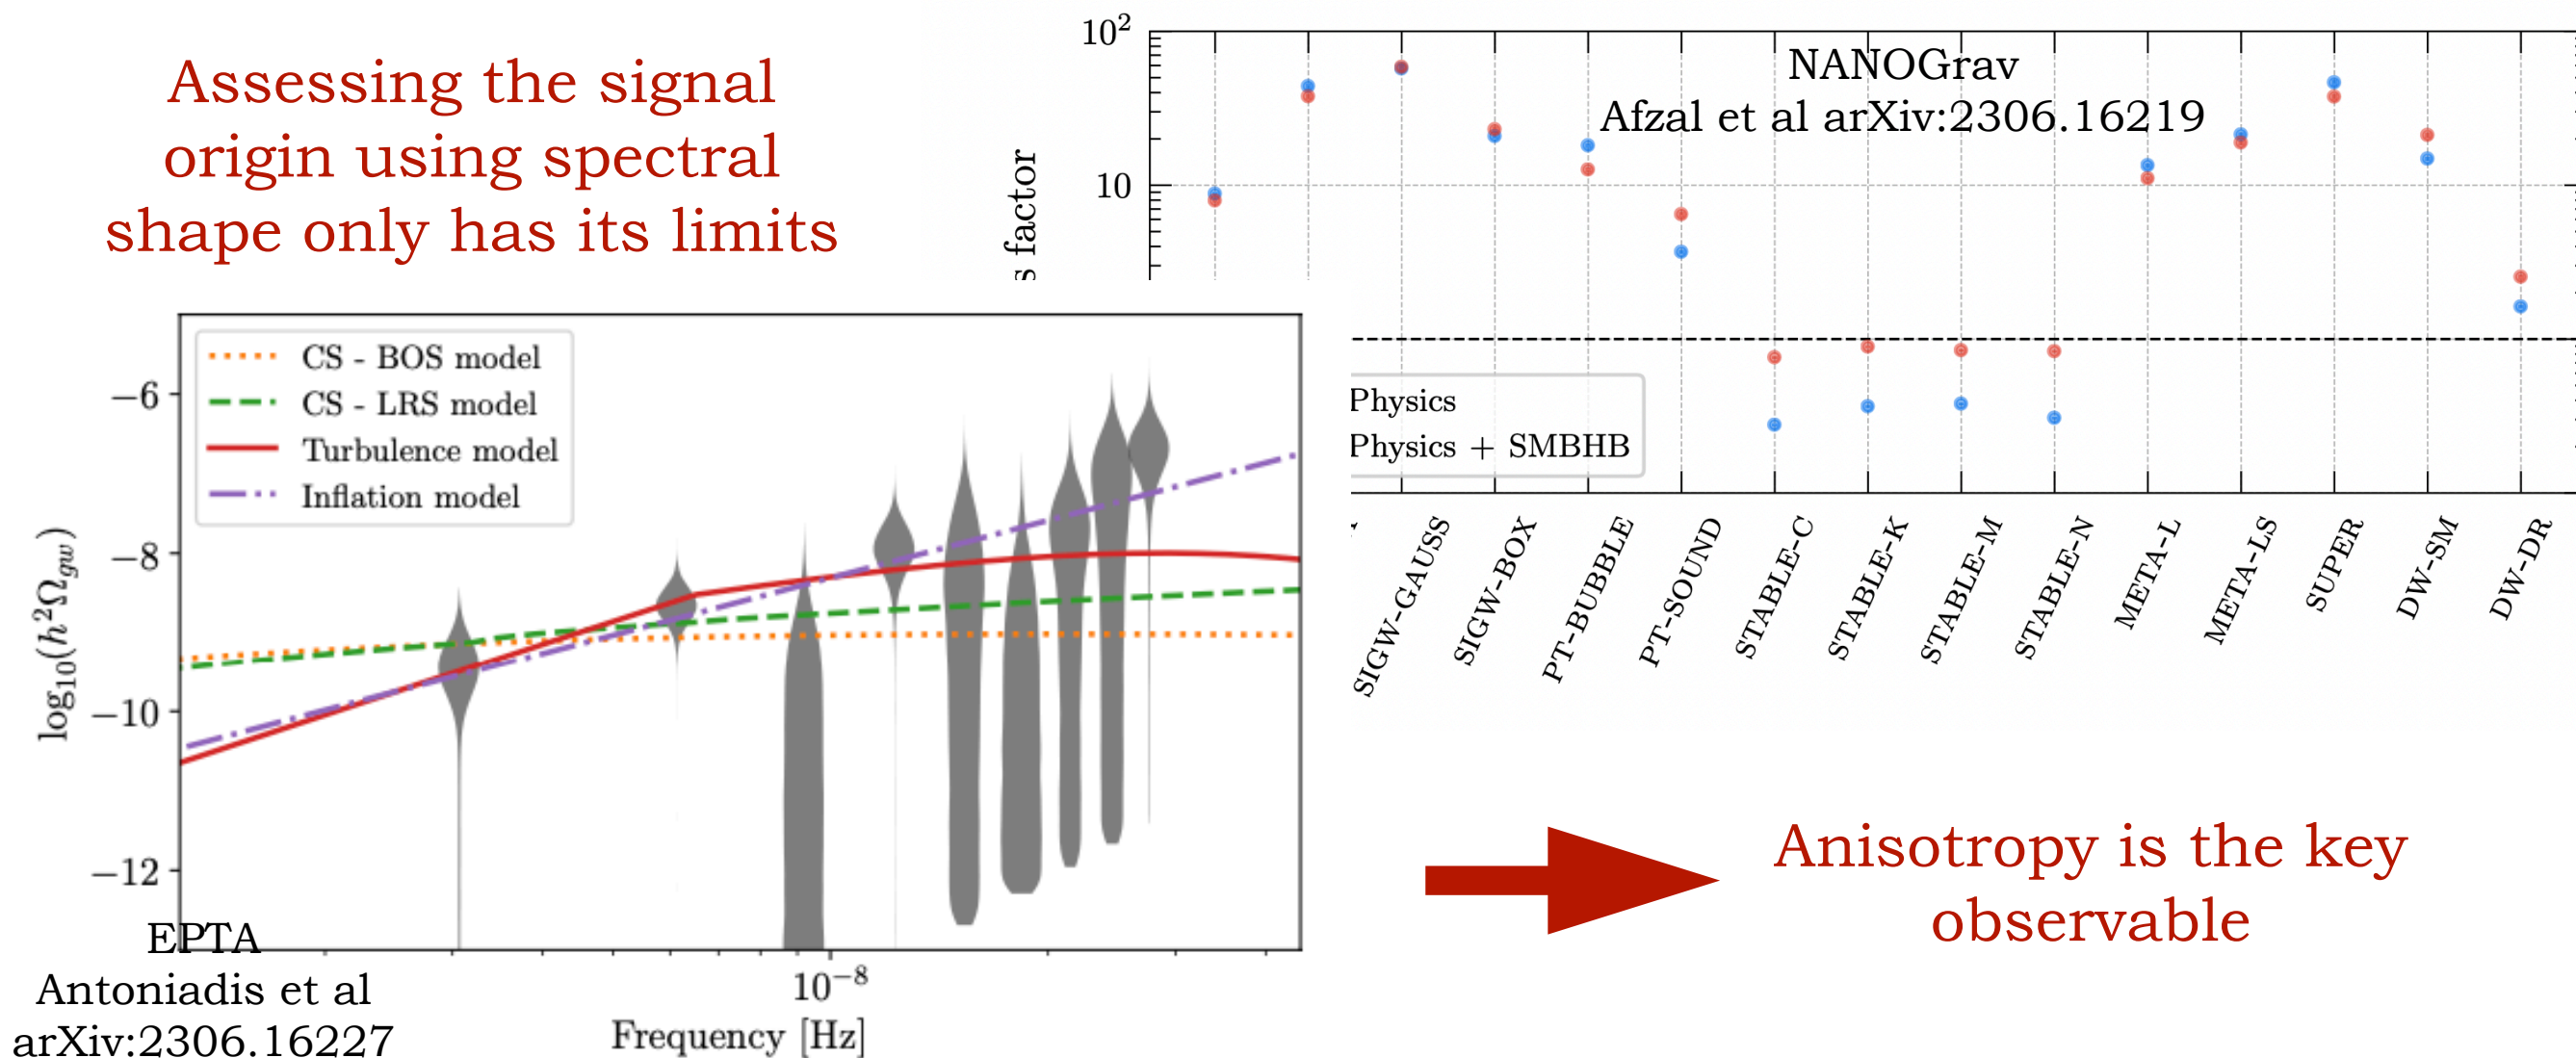 Assessing the signal
origin using spectral
shape only has its limits
10²
10
s factor
NANOGrav
Afzal et al arXiv:2306.16219
Physics
Physics + SMBHB
SIGW-GAUSS
SIGW-BOX
PT-BUBBLE
PT-SOUND
STABLE-C
STABLE-K
STABLE-M
STABLE-N
META-L
META-LS
SUPER
DW-SM
DW-DR
CS - BOS model
CS - LRS model
Turbulence model
Inflation model
log₁₀(h²Ω_gw)
−6
−8
−10
−12
10⁻⁸
Frequency [Hz]
EPTA
Antoniadis et al
arXiv:2306.16227
Anisotropy is the key
observable